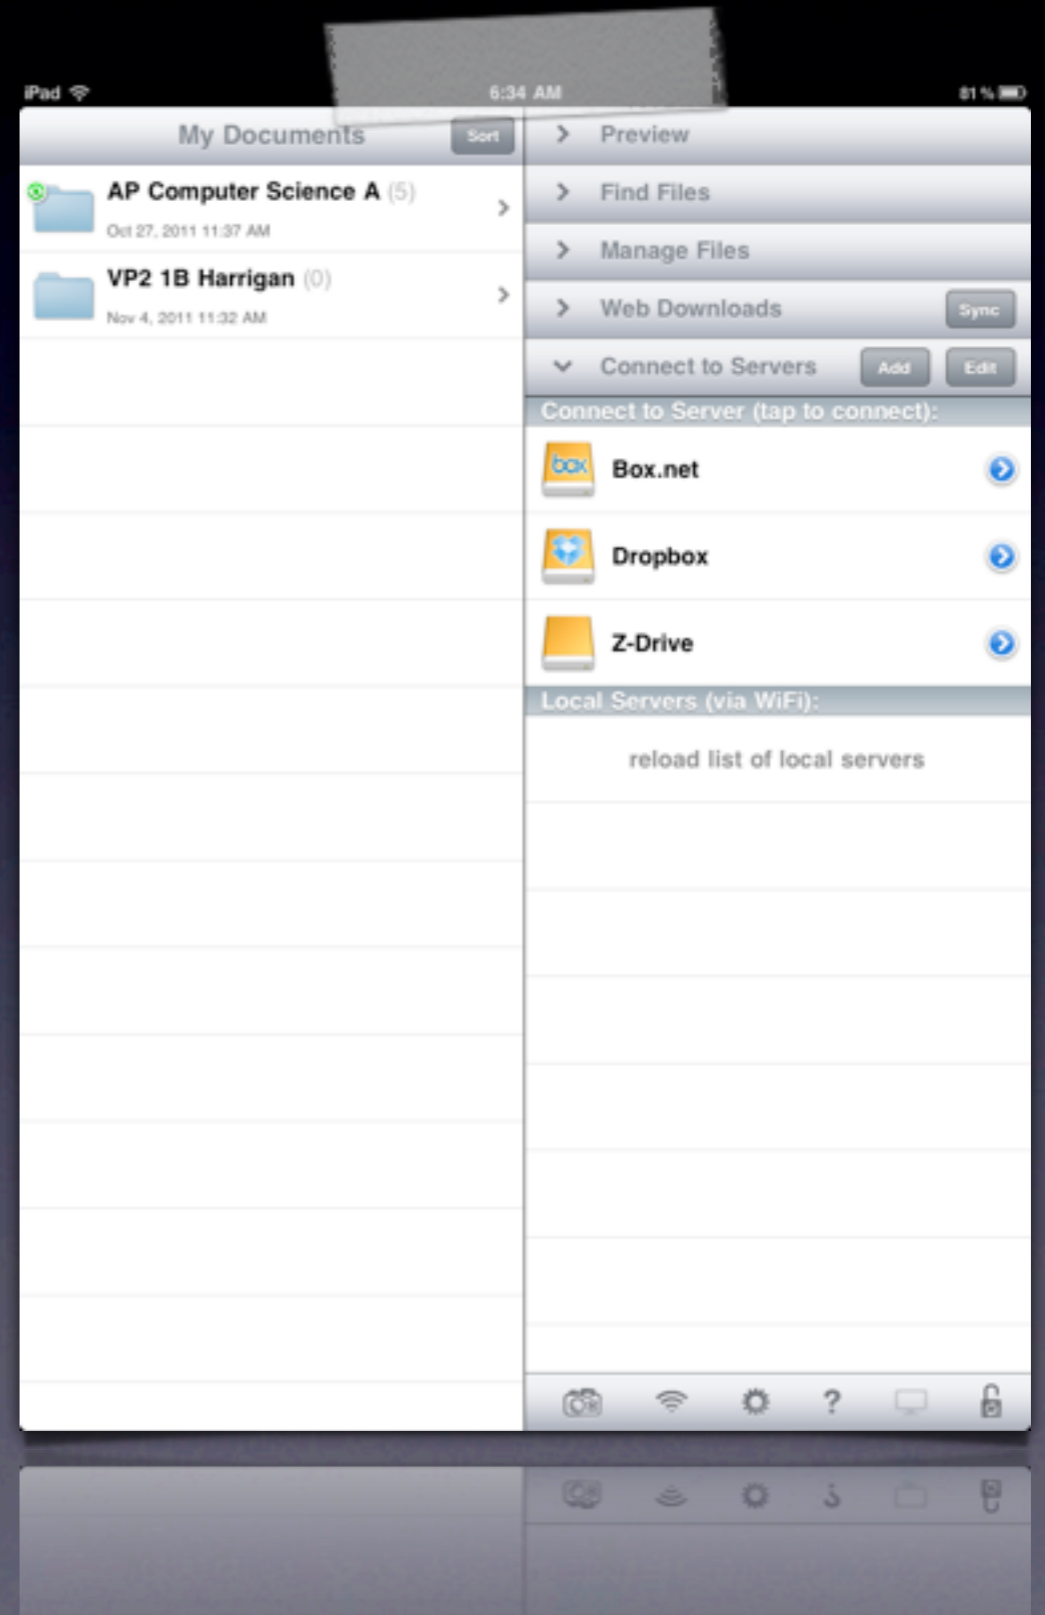 iPad 6:34 AM 81%
My Documents Sort
AP Computer Science A (5)
Oct 27, 2011 11:37 AM
VP2 1B Harrigan (0)
Nov 4, 2011 11:32 AM
Preview
Find Files
Manage Files
Web Downloads Sync
Connect to Servers Add Edit
Connect to Server (tap to connect):
box Box.net
Dropbox
Z-Drive
Local Servers (via WiFi):
reload list of local servers
?